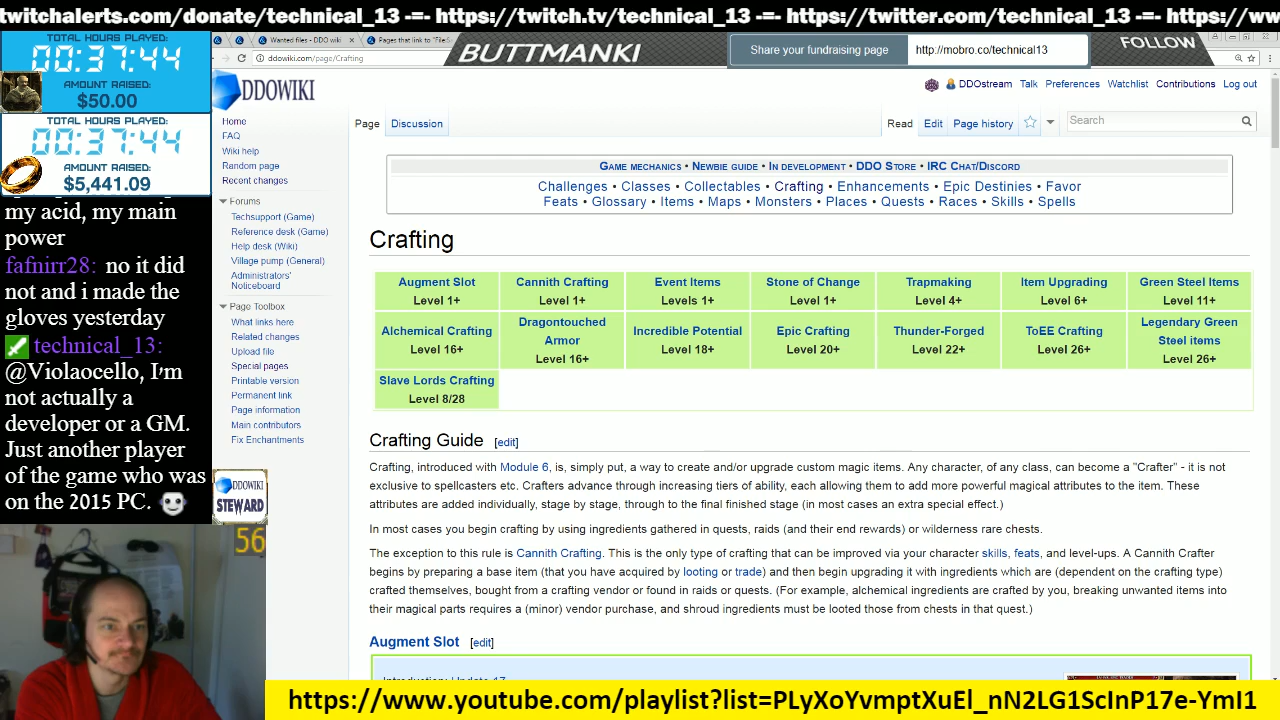 twitchalerts.com/donate/technical_13 -=- https://twitch.tv/technical_13 -=- https://twitter.com/technical_13 -=- https://ww
TOTAL HOURS PLAYED:
00:37:44
AMOUNT RAISED:
$50.00
TOTAL HOURS PLAYED:
00:37:44
AMOUNT RAISED:
$5,441.09
my acid, my main
power
fafnirr28: no it did
not and i made the
gloves yesterday
technical_13:
@Violaocello, I'm
not actually a
developer or a GM.
Just another player
of the game who was
on the 2015 PC.
56
Wanted files - DDO wiki
Pages that link to "File:S
ddowiki.com/page/Crafting
BUTTMANKI
Share your fundraising page
http://mobro.co/technical13
FOLLOW
DDOWIKI
DDOstream Talk Preferences Watchlist Contributions Log out
Home
FAQ
Wiki help
Random page
Recent changes
Forums
Techsupport (Game)
Reference desk (Game)
Help desk (Wiki)
Village pump (General)
Administrators'
Noticeboard
Page Toolbox
What links here
Related changes
Upload file
Special pages
Printable version
Permanent link
Page information
Main contributors
Fix Enchantments
DDOWIKI
STEWARD
Page Discussion
Read Edit Page history
Search
Game mechanics • Newbie guide • In development • DDO Store • IRC Chat/Discord
Challenges • Classes • Collectables • Crafting • Enhancements • Epic Destinies • Favor
Feats • Glossary • Items • Maps • Monsters • Places • Quests • Races • Skills • Spells
Crafting
Augment Slot
Level 1+
Cannith Crafting
Level 1+
Event Items
Levels 1+
Stone of Change
Level 1+
Trapmaking
Level 4+
Item Upgrading
Level 6+
Green Steel Items
Level 11+
Alchemical Crafting
Level 16+
Dragontouched
Armor
Level 16+
Incredible Potential
Level 18+
Epic Crafting
Level 20+
Thunder-Forged
Level 22+
ToEE Crafting
Level 26+
Legendary Green
Steel items
Level 26+
Slave Lords Crafting
Level 8/28
Crafting Guide [edit]
Crafting, introduced with Module 6, is, simply put, a way to create and/or upgrade custom magic items. Any character, of any class, can become a "Crafter" - it is not
exclusive to spellcasters etc. Crafters advance through increasing tiers of ability, each allowing them to add more powerful magical attributes to the item. These
attributes are added individually, stage by stage, through to the final finished stage (in most cases an extra special effect.)
In most cases you begin crafting by using ingredients gathered in quests, raids (and their end rewards) or wilderness rare chests.
The exception to this rule is Cannith Crafting. This is the only type of crafting that can be improved via your character skills, feats, and level-ups. A Cannith Crafter
begins by preparing a base item (that you have acquired by looting or trade) and then begin upgrading it with ingredients which are (dependent on the crafting type)
crafted themselves, bought from a crafting vendor or found in raids or quests. (For example, alchemical ingredients are crafted by you, breaking unwanted items into
their magical parts requires a (minor) vendor purchase, and shroud ingredients must be looted those from chests in that quest.)
Augment Slot [edit]
Introduction: Update 17
https://www.youtube.com/playlist?list=PLyXoYvmptXuEl_nN2LG1ScInP17e-YmI1